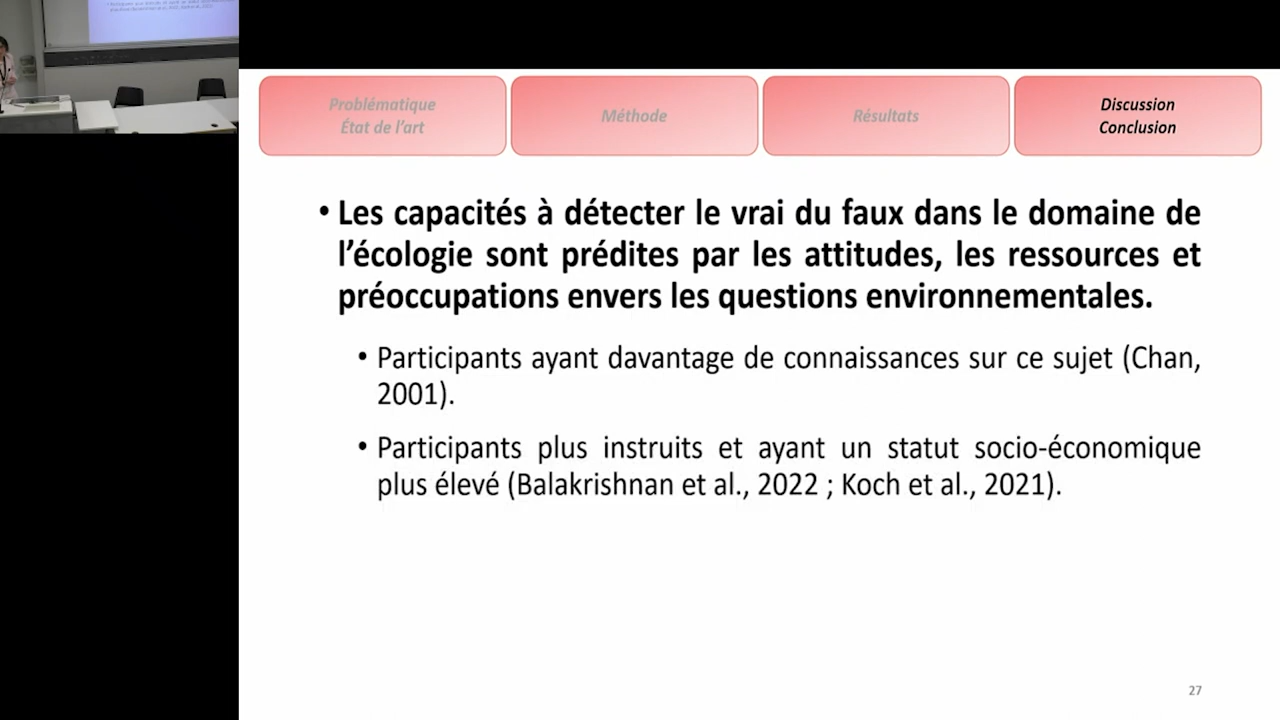 Problématique
État de l'art
Méthode
Résultats
Discussion
Conclusion
• Les capacités à détecter le vrai du faux dans le domaine de
l'écologie sont prédites par les attitudes, les ressources et
préoccupations envers les questions environnementales.
• Participants ayant davantage de connaissances sur ce sujet (Chan,
2001).
• Participants plus instruits et ayant un statut socio-économique
plus élevé (Balakrishnan et al., 2022 ; Koch et al., 2021).
27